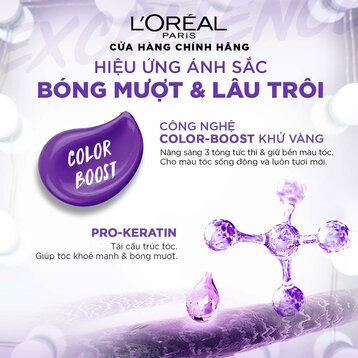 L'ORÉAL
PARIS
CỬA HÀNG CHÍNH HÃNG
HIỆU ỨNG ÁNH SẮC
BÓNG MƯỢT & LÂU TRÔI
COLOR
BOOST
CÔNG NGHỆ
COLOR-BOOST KHỬ VÀNG
Nâng sáng 3 tông tức thì & giữ bền màu tóc.
Cho màu tóc sống động và luôn tươi mới.
PRO-KERATIN
Tái cấu trúc tóc.
Giúp tóc khoẻ mạnh & bóng mượt.